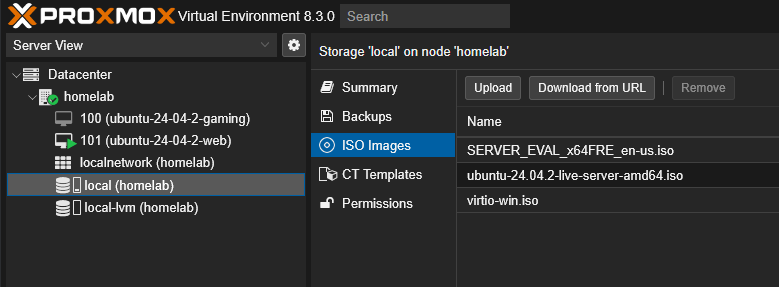 PROXMOX Virtual Environment 8.3.0 Search
Server View
Datacenter
homelab
100 (ubuntu-24-04-2-gaming)
101 (ubuntu-24-04-2-web)
localnetwork (homelab)
local (homelab)
local-lvm (homelab)
Storage 'local' on node 'homelab'
Summary
Backups
ISO Images
CT Templates
Permissions
Upload Download from URL Remove
Name
SERVER_EVAL_x64FRE_en-us.iso
ubuntu-24.04.2-live-server-amd64.iso
virtio-win.iso